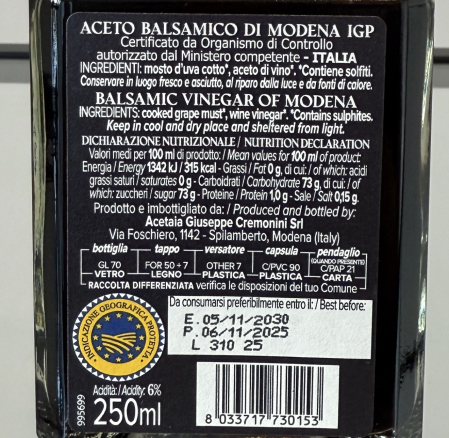 ACETO BALSAMICO DI MODENA IGP
Certificato da Organismo di Controllo
autorizzato dal Ministero competente - ITALIA
INGREDIENTI: mosto d'uva cotto*, aceto di vino*. *Contiene solfiti.
Conservare in luogo fresco e asciutto, al riparo dalla luce e da fonti di calore.
BALSAMIC VINEGAR OF MODENA
INGREDIENTS: cooked grape must*, wine vinegar*. *Contains sulphites.
Keep in cool and dry place and sheltered from light.
DICHIARAZIONE NUTRIZIONALE / NUTRITION DECLARATION
Valori medi per 100 ml di prodotto: / Mean values for 100 ml of product:
Energia / Energy 1342 kJ / 315 kcal - Grassi / Fat 0 g, di cui: / of which: acidi
grassi saturi / saturates 0 g - Carboidrati / Carbohydrate 73 g, di cui: / of
which: zuccheri / sugar 73 g - Proteine / Protein 1,0 g - Sale / Salt 0,15 g.
Prodotto e imbottigliato da: / Produced and bottled by:
Acetaia Giuseppe Cremonini Srl
Via Foschiero, 1142 - Spilamberto, Modena (Italy)
bottiglia tappo versatore capsula pendaglio
(QUANDO PRESENTE)
GL 70 FOR 50 + 7 OTHER 7 C/PVC 90 C/PAP 21
VETRO LEGNO PLASTICA PLASTICA CARTA
RACCOLTA DIFFERENZIATA verifica le disposizioni del tuo Comune
Da consumarsi preferibilmente entro il: / Best before:
E.05/11/2030
P.06/11/2025
L 310 25
INDICAZIONE GEOGRAFICA PROTETTA
Acidità: / Acidity: 6%
250ml
995699
8 033717 730153